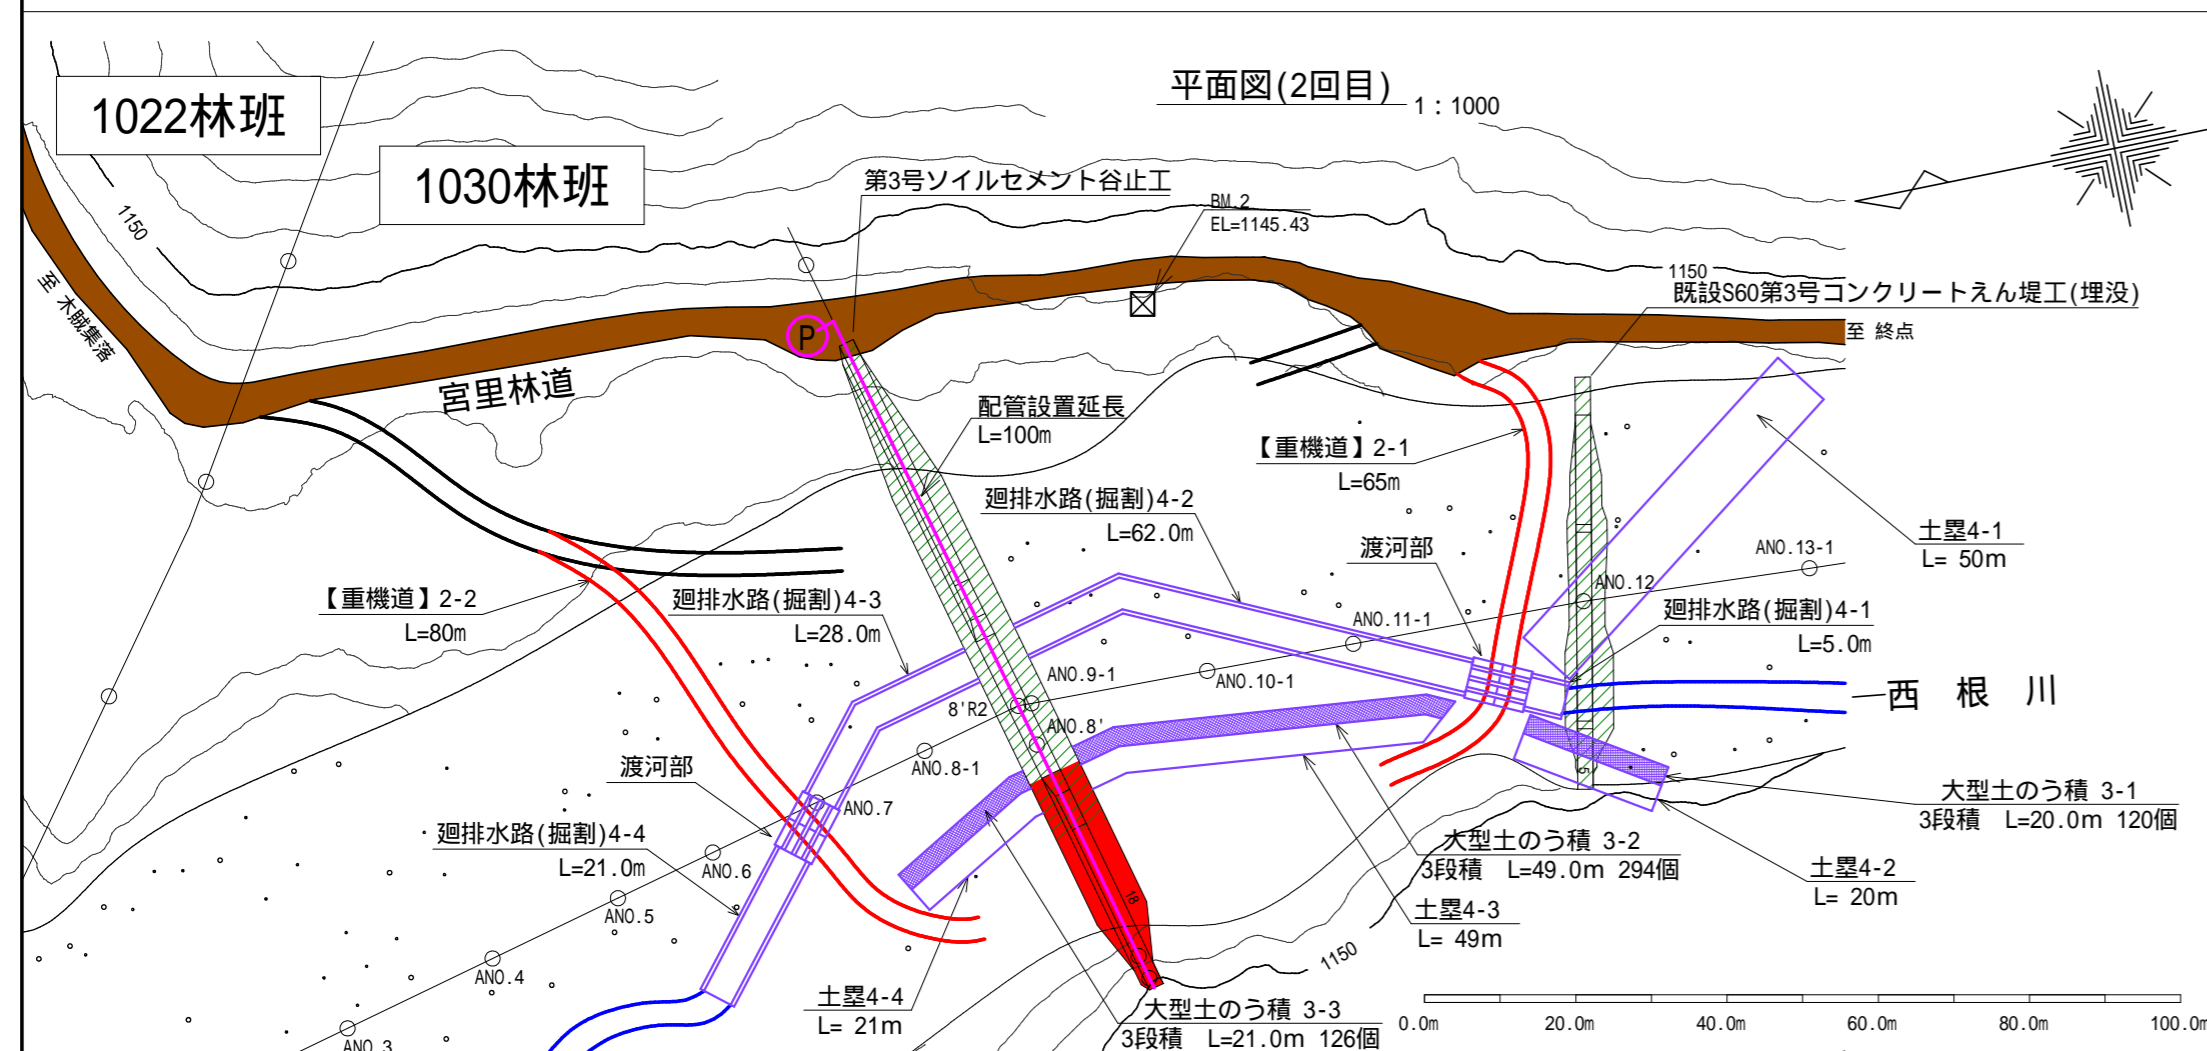 平面図(2回目) 1：1000
1022林班
1030林班
第3号ソイルセメント谷止工
BM.2
EL=1145.43
1150
1150
既設S60第3号コンクリートえん堤工(埋没)
至 木賊集落
至 終点
P
宮里林道
配管設置延長
L=100m
【重機道】2-1
L=65m
廻排水路(掘割)4-2
L=62.0m
渡河部
土塁4-1
L= 50m
ANO.13-1
ANO.12
【重機道】2-2
L=80m
廻排水路(掘割)4-3
L=28.0m
ANO.11-1
廻排水路(掘割)4-1
L=5.0m
ANO.9-1
ANO.10-1
8'R2
ANO.8'
西 根 川
ANO.8-1
渡河部
ANO.7
5
大型土のう積 3-1
3段積 L=20.0m 120個
廻排水路(掘割)4-4
L=21.0m
ANO.6
大型土のう積 3-2
3段積 L=49.0m 294個
土塁4-2
L= 20m
18
ANO.5
土塁4-3
L= 49m
1150
ANO.4
土塁4-4
L= 21m
大型土のう積 3-3
3段積 L=21.0m 126個
0.0m 20.0m 40.0m 60.0m 80.0m 100.0m
ANO.3